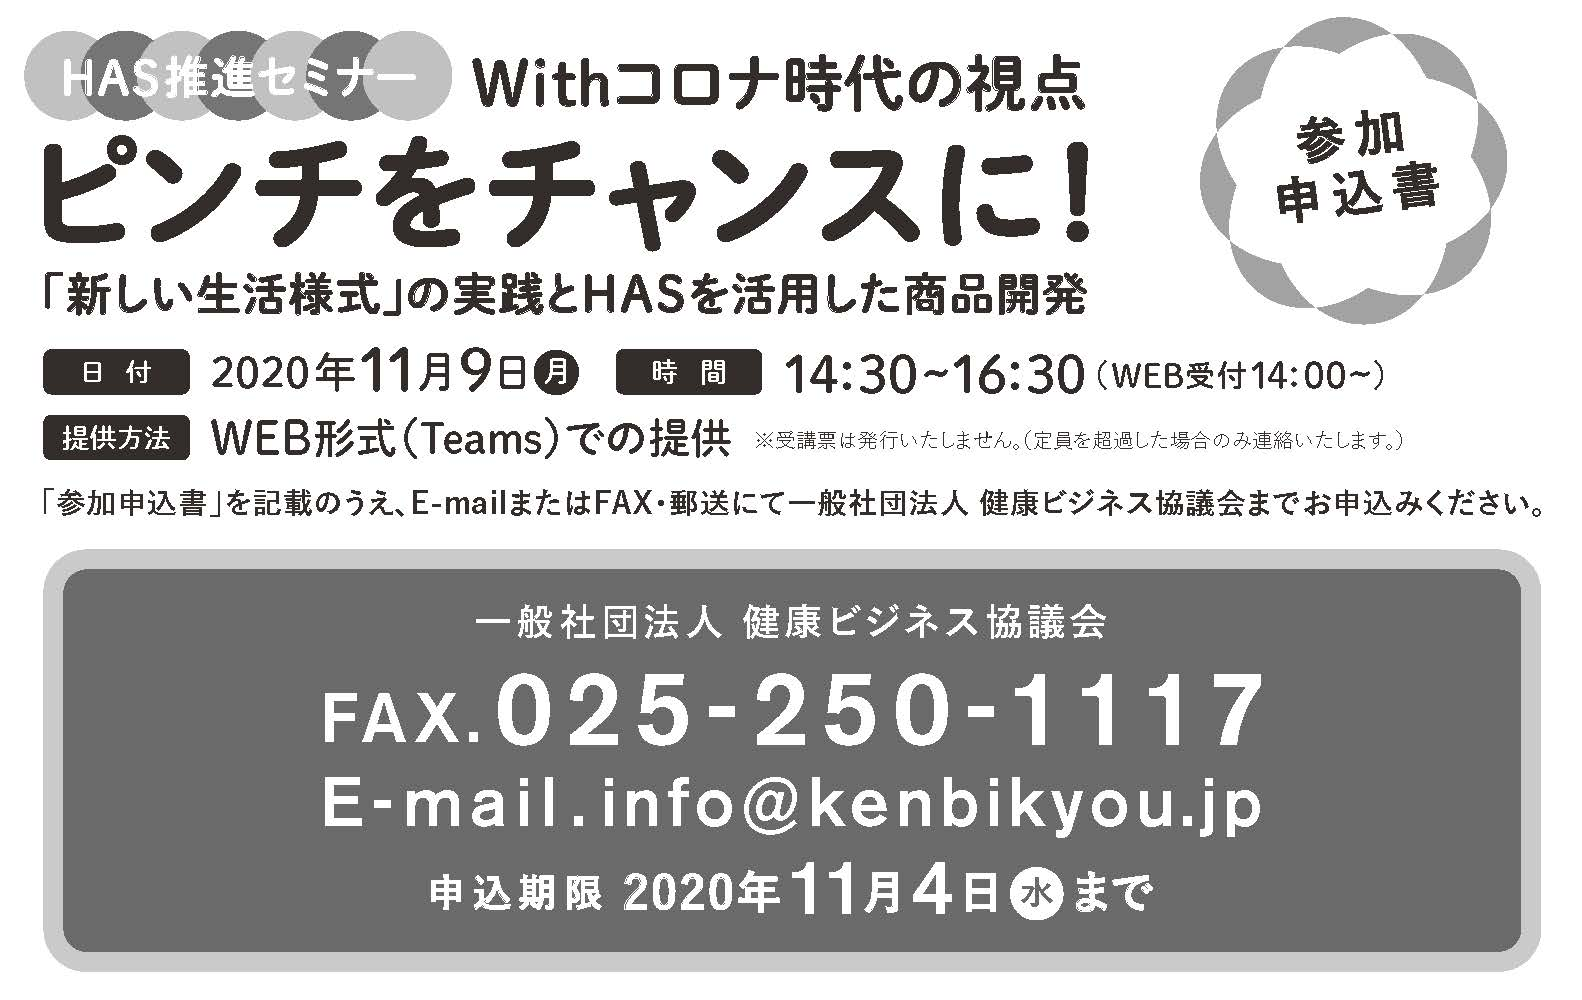 HAS推進セミナー Withコロナ時代の視点
ピンチをチャンスに!
「新しい生活様式」の実践とHASを活用した商品開発
参加
申込書
日付 2020年11月9日月 時間 14:30~16:30(WEB受付14:00~)
提供方法 WEB形式(Teams)での提供 ※受講票は発行いたしません。(定員を超過した場合のみ連絡いたします。)
「参加申込書」を記載のうえ、E-mailまたはFAX・郵送にて一般社団法人 健康ビジネス協議会までお申込みください。
一般社団法人 健康ビジネス協議会
FAX.025-250-1117
E-mail.info@kenbikyou.jp
申込期限 2020年11月4日水まで